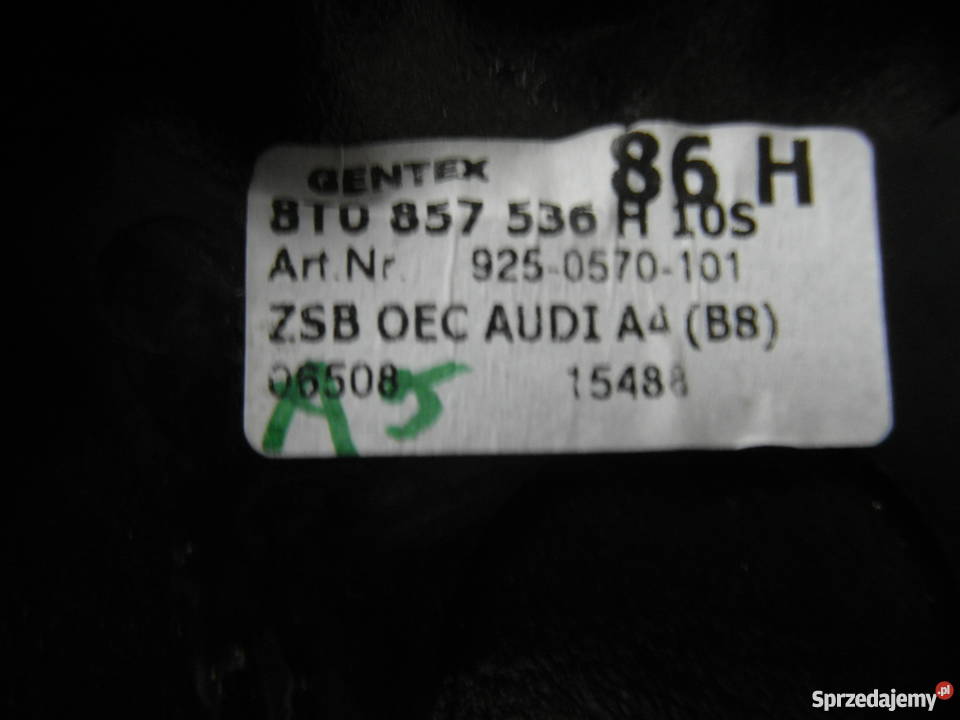 GENTEX 86 H
8T0 857 536 H 10S
Art.Nr. 925-0570-101
ZSB OEC AUDI A4 (B8)
06508 15488
A5
Sprzedajemy.pl